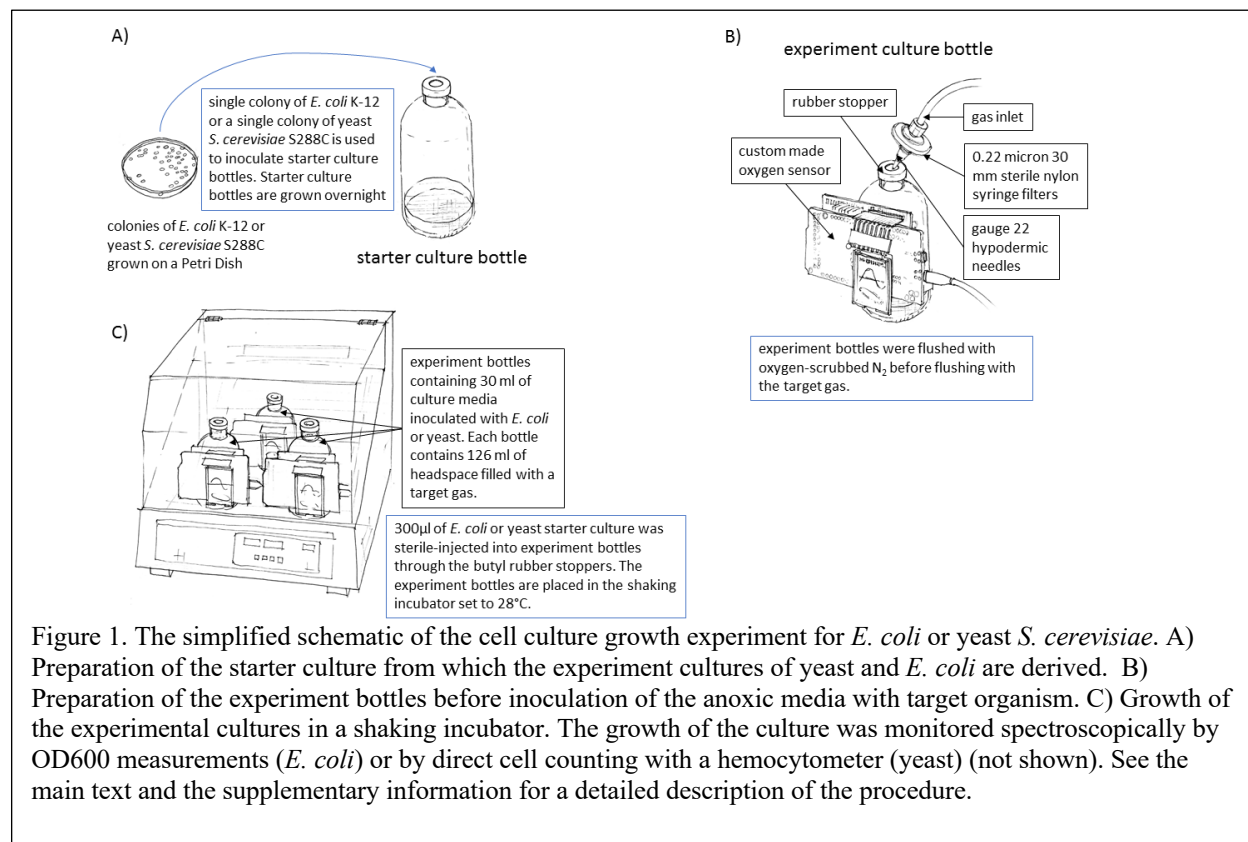 A)
single colony of E. coli K-12
or a single colony of yeast
S. cerevisiae S288C is used
to inoculate starter culture
bottles. Starter culture
bottles are grown overnight
colonies of E. coli K-12 or
yeast S. cerevisiae S288C
grown on a Petri Dish
starter culture bottle
B)
experiment culture bottle
rubber stopper
gas inlet
custom made
oxygen sensor
0.22 micron 30
mm sterile nylon
syringe filters
gauge 22
hypodermic
needles
experiment bottles were flushed with
oxygen-scrubbed N₂ before flushing with
the target gas.
C)
experiment bottles
containing 30 ml of
culture media
inoculated with E. coli
or yeast. Each bottle
contains 126 ml of
headspace filled with a
target gas.
300µl of E. coli or yeast starter culture was
sterile-injected into experiment bottles
through the butyl rubber stoppers. The
experiment bottles are placed in the shaking
incubator set to 28°C.
Figure 1. The simplified schematic of the cell culture growth experiment for E. coli or yeast S. cerevisiae. A)
Preparation of the starter culture from which the experiment cultures of yeast and E. coli are derived. B)
Preparation of the experiment bottles before inoculation of the anoxic media with target organism. C) Growth of
the experimental cultures in a shaking incubator. The growth of the culture was monitored spectroscopically by
OD600 measurements (E. coli) or by direct cell counting with a hemocytometer (yeast) (not shown). See the
main text and the supplementary information for a detailed description of the procedure.